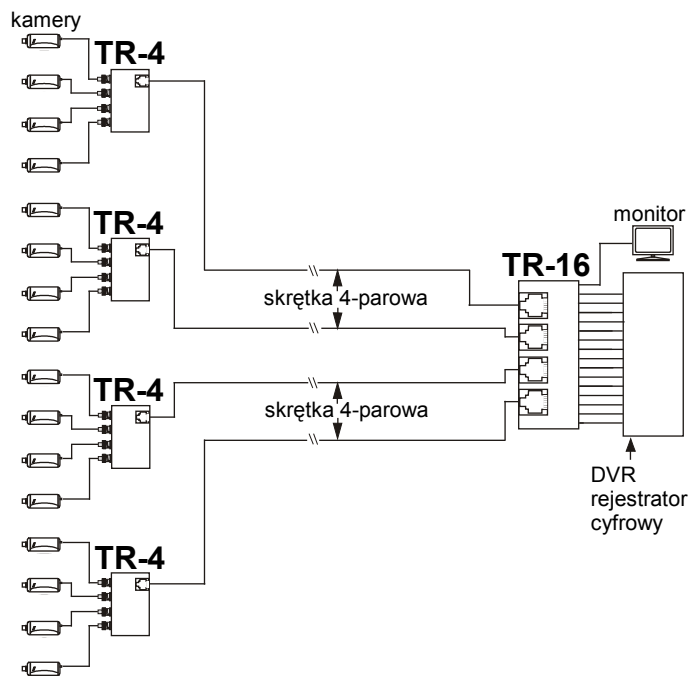 kamery
TR-4
TR-4
monitor
TR-16
skrętka 4-parowa
TR-4
skrętka 4-parowa
DVR
rejestrator
cyfrowy
TR-4